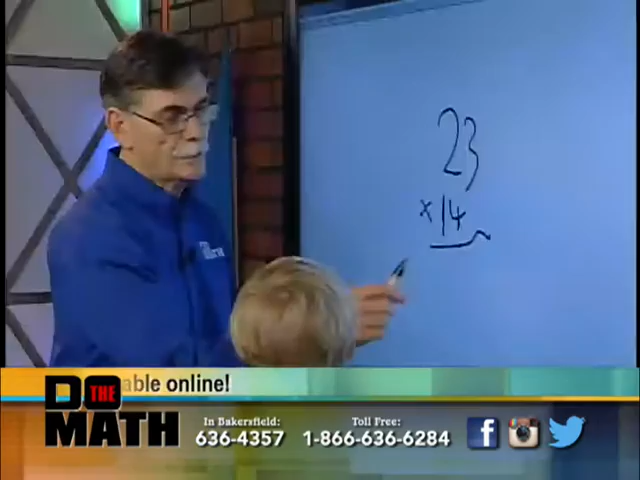 23
x 14
able online!
DO THE MATH
In Bakersfield:
636-4357
Toll Free:
1-866-636-6284
f